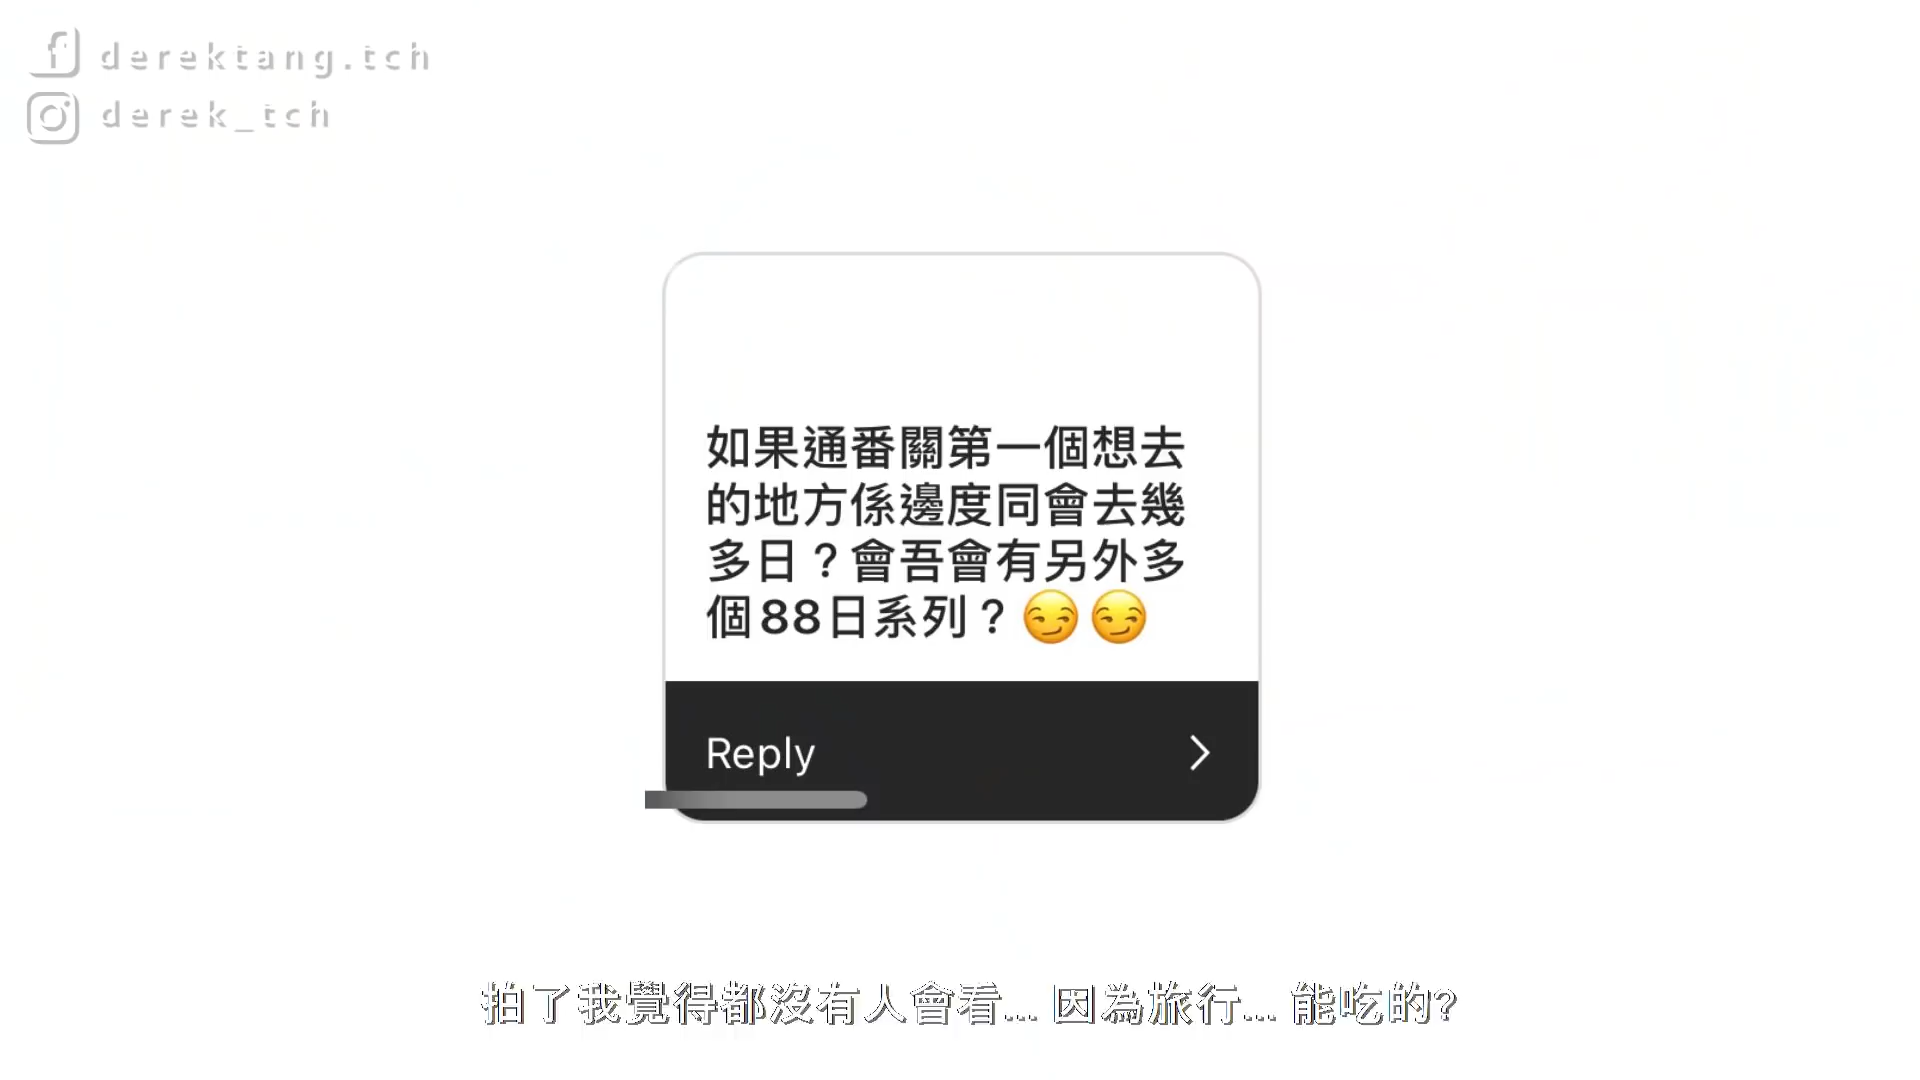 derektang.tch
derek_tch
如果通番關第一個想去
的地方係邊度同會去幾
多日？會吾會有另外多
個88日系列？😏😏
Reply
拍了我覺得都沒有人會看... 因為旅行... 能吃的?